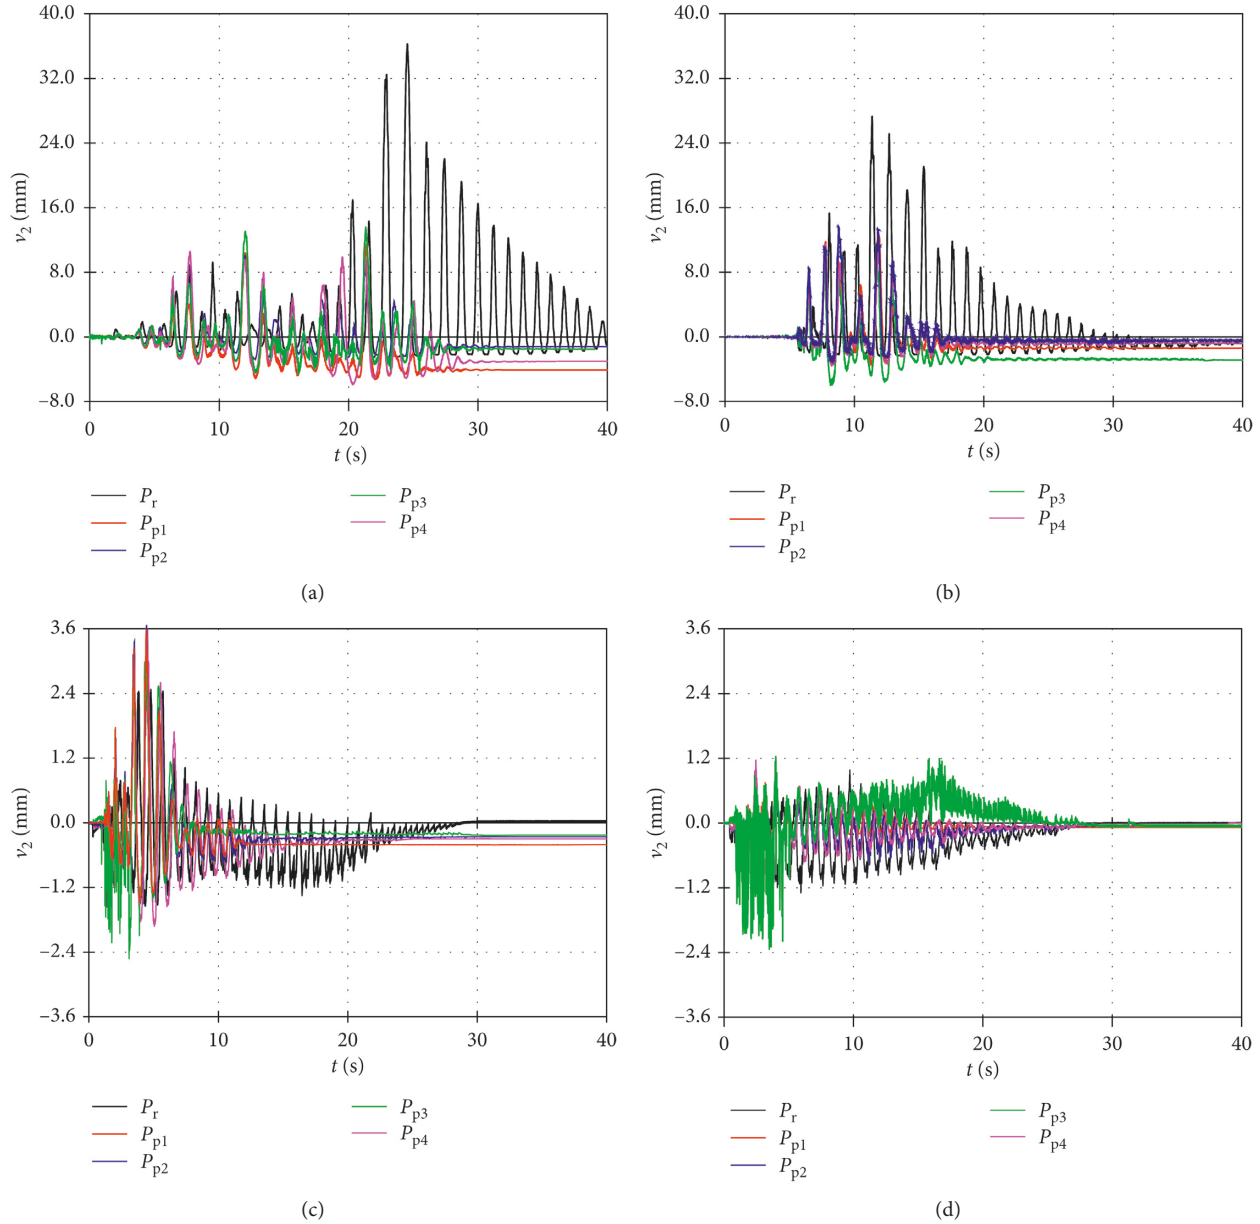 40.0
32.0
24.0
16.0
8.0
0.0
−8.0
v2 (mm)
0 10 20 30 40
t (s)
Pr
Pp1
Pp2
Pp3
Pp4
(a)
40.0
32.0
24.0
16.0
8.0
0.0
−8.0
v2 (mm)
0 10 20 30 40
t (s)
Pr
Pp1
Pp2
Pp3
Pp4
(b)
3.6
2.4
1.2
0.0
−1.2
−2.4
−3.6
v2 (mm)
0 10 20 30 40
t (s)
Pr
Pp1
Pp2
Pp3
Pp4
(c)
3.6
2.4
1.2
0.0
−1.2
−2.4
−3.6
v2 (mm)
0 10 20 30 40
t (s)
Pr
Pp1
Pp2
Pp3
Pp4
(d)